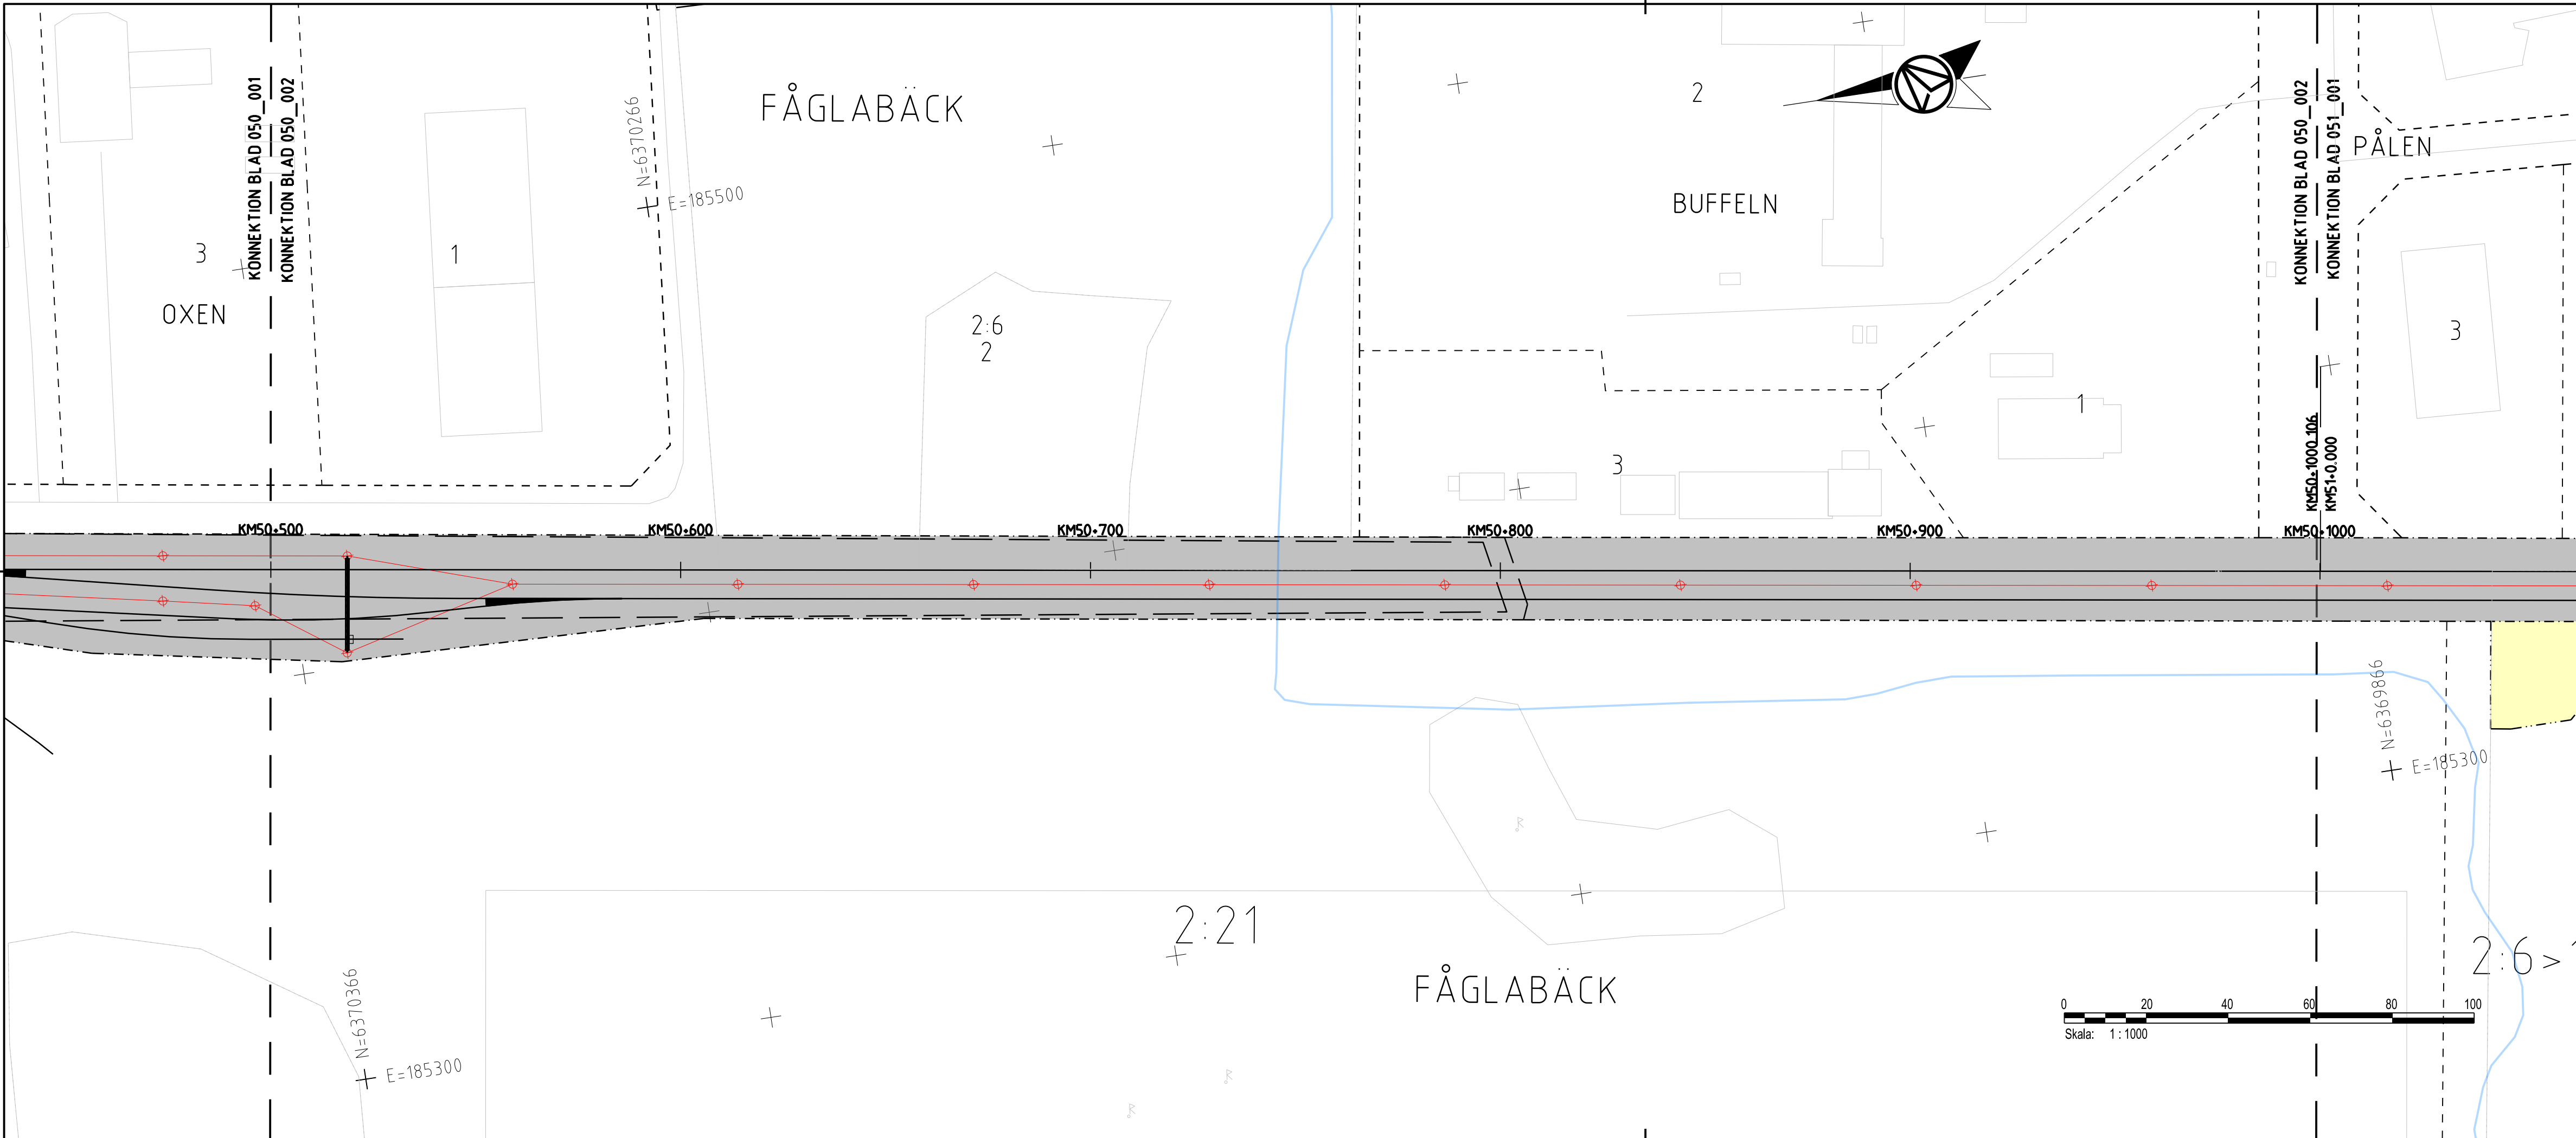 KONNEKTION BLAD 050_001
KONNEKTION BLAD 050_002
FÅGLABÄCK
N=6370266
E=185500
2
BUFFELN
KONNEKTION BLAD 050_002
KONNEKTION BLAD 051_001
PÅLEN
3
OXEN
1
2:6
2
3
1
3
KM50+1000.106
KM51+0.000
KM50+500
KM50+600
KM50+700
KM50+800
KM50+900
KM50+1000
N=6369866
E=185300
2:21
FÅGLABÄCK
2:6>
N=6370366
E=185300
0 20 40 60 80 100
Skala: 1:1000